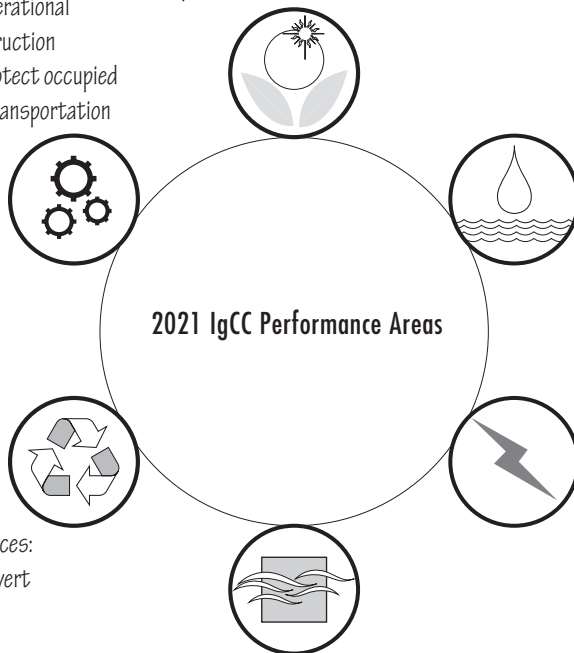 erational
ruction
otect occupied
ansportation
2021 IgCC Performance Areas
ces:
vert